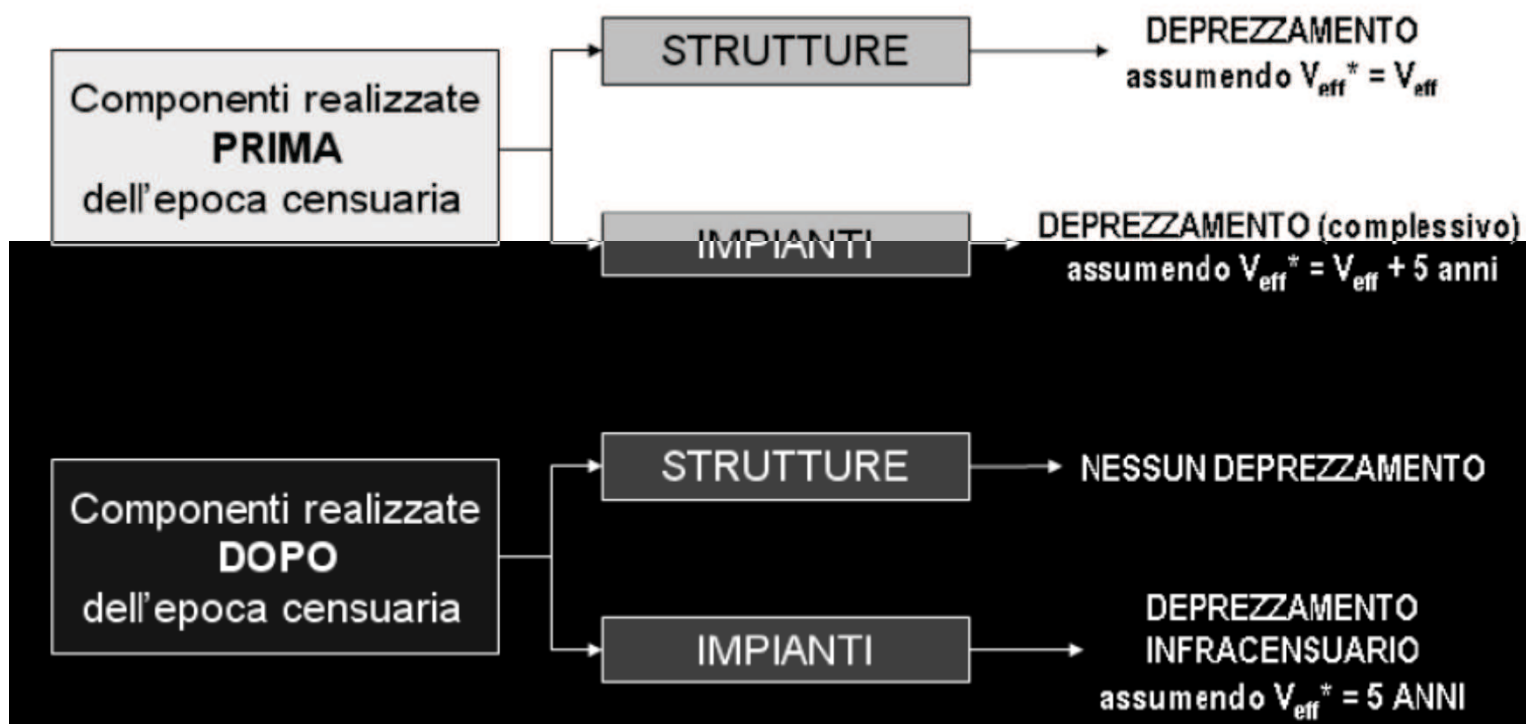 Componenti realizzate
PRIMA
dell'epoca censuaria
STRUTTURE
DEPREZZAMENTO
assumendo Veff* = Veff
IMPIANTI
DEPREZZAMENTO (complessivo)
assumendo Veff* = Veff + 5 anni
Componenti realizzate
DOPO
dell'epoca censuaria
STRUTTURE
NESSUN DEPREZZAMENTO
IMPIANTI
DEPREZZAMENTO
INFRACENSUARIO
assumendo Veff* = 5 ANNI